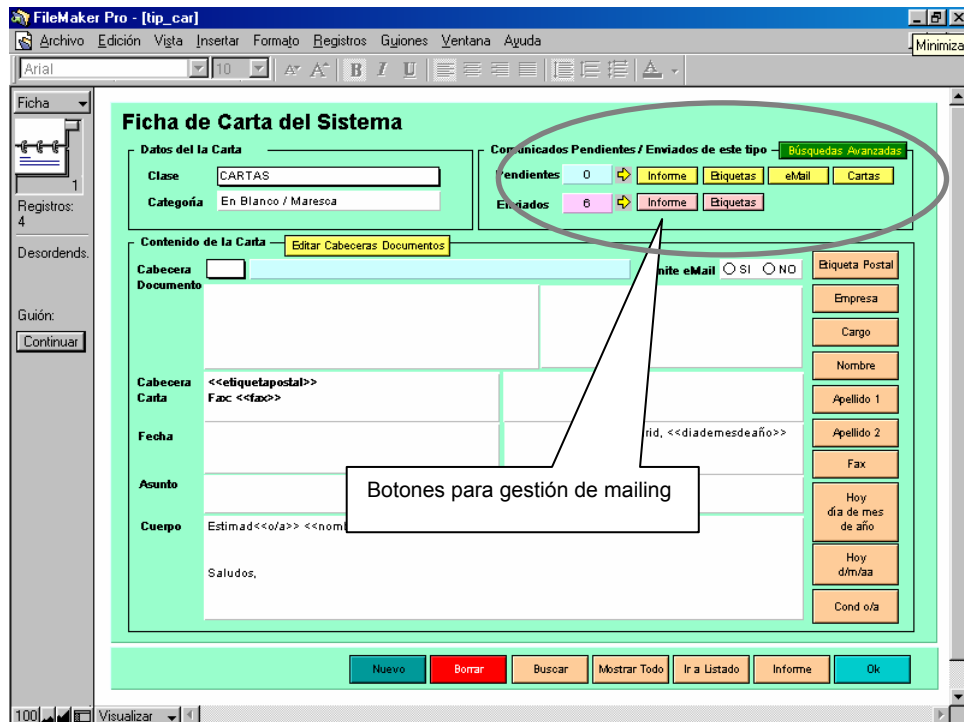 FileMaker Pro - [tip_car]
Archivo Edición Vista Insertar Formato Registros Guiones Ventana Ayuda
Minimiza
Arial 10
Ficha
1
Registros:
4
Desordends.
Guión:
Continuar
Ficha de Carta del Sistema
Datos del la Carta
Clase CARTAS
Categoría En Blanco / Maresca
Comunicados Pendientes / Enviados de este tipo Búsquedas Avanzadas
Pendientes 0 Informe Etiquetas eMail Cartas
Enviados 6 Informe Etiquetas
Contenido de la Carta Editar Cabeceras Documentos
Cabecera
Documento
eMail SI NO
Etiqueta Postal
Empresa
Cargo
Nombre
Apellido 1
Apellido 2
Fax
Hoy
día de mes
de año
Hoy
d/m/aa
Cond o/a
Cabecera
Carta
<<etiquetapostal>>
Fax: <<fax>>
Fecha
rid, <<diademesdeaño>>
Asunto
Botones para gestión de mailing
Cuerpo
Estimad<<o/a>> <<nom
Saludos,
Nuevo Borrar Buscar Mostrar Todo Ir a Listado Informe Ok
100 Visualizar